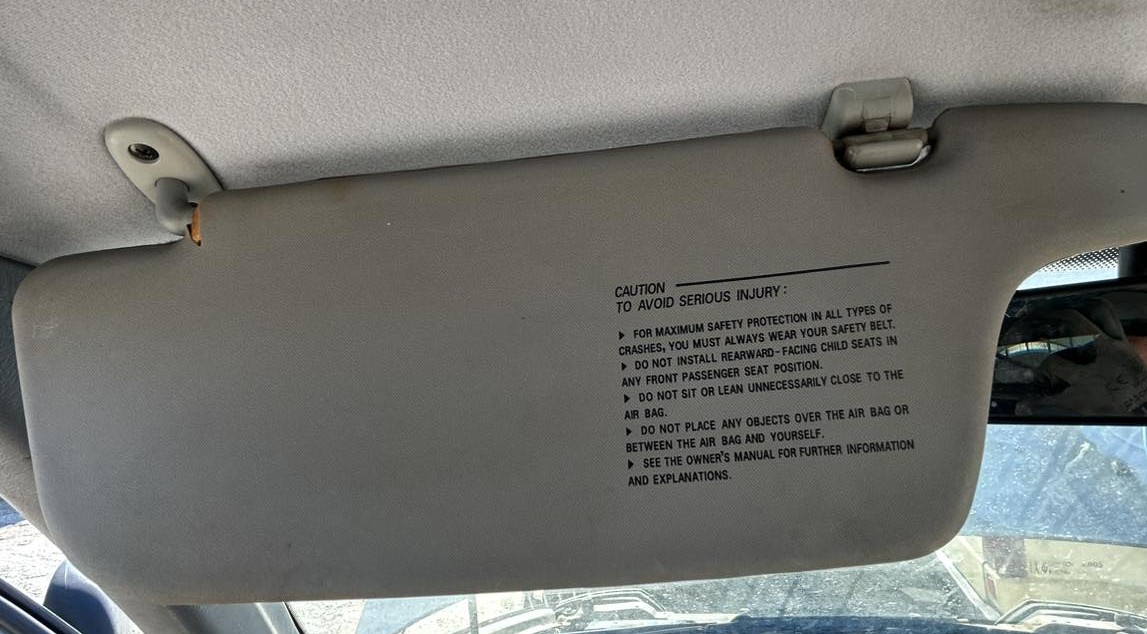 CAUTION
TO AVOID SERIOUS INJURY:
▶ FOR MAXIMUM SAFETY PROTECTION IN ALL TYPES OF
CRASHES, YOU MUST ALWAYS WEAR YOUR SAFETY BELT.
▶ DO NOT INSTALL REARWARD-FACING CHILD SEATS IN
ANY FRONT PASSENGER SEAT POSITION.
▶ DO NOT SIT OR LEAN UNNECESSARILY CLOSE TO THE
AIR BAG.
▶ DO NOT PLACE ANY OBJECTS OVER THE AIR BAG OR
BETWEEN THE AIR BAG AND YOURSELF.
▶ SEE THE OWNER'S MANUAL FOR FURTHER INFORMATION
AND EXPLANATIONS.